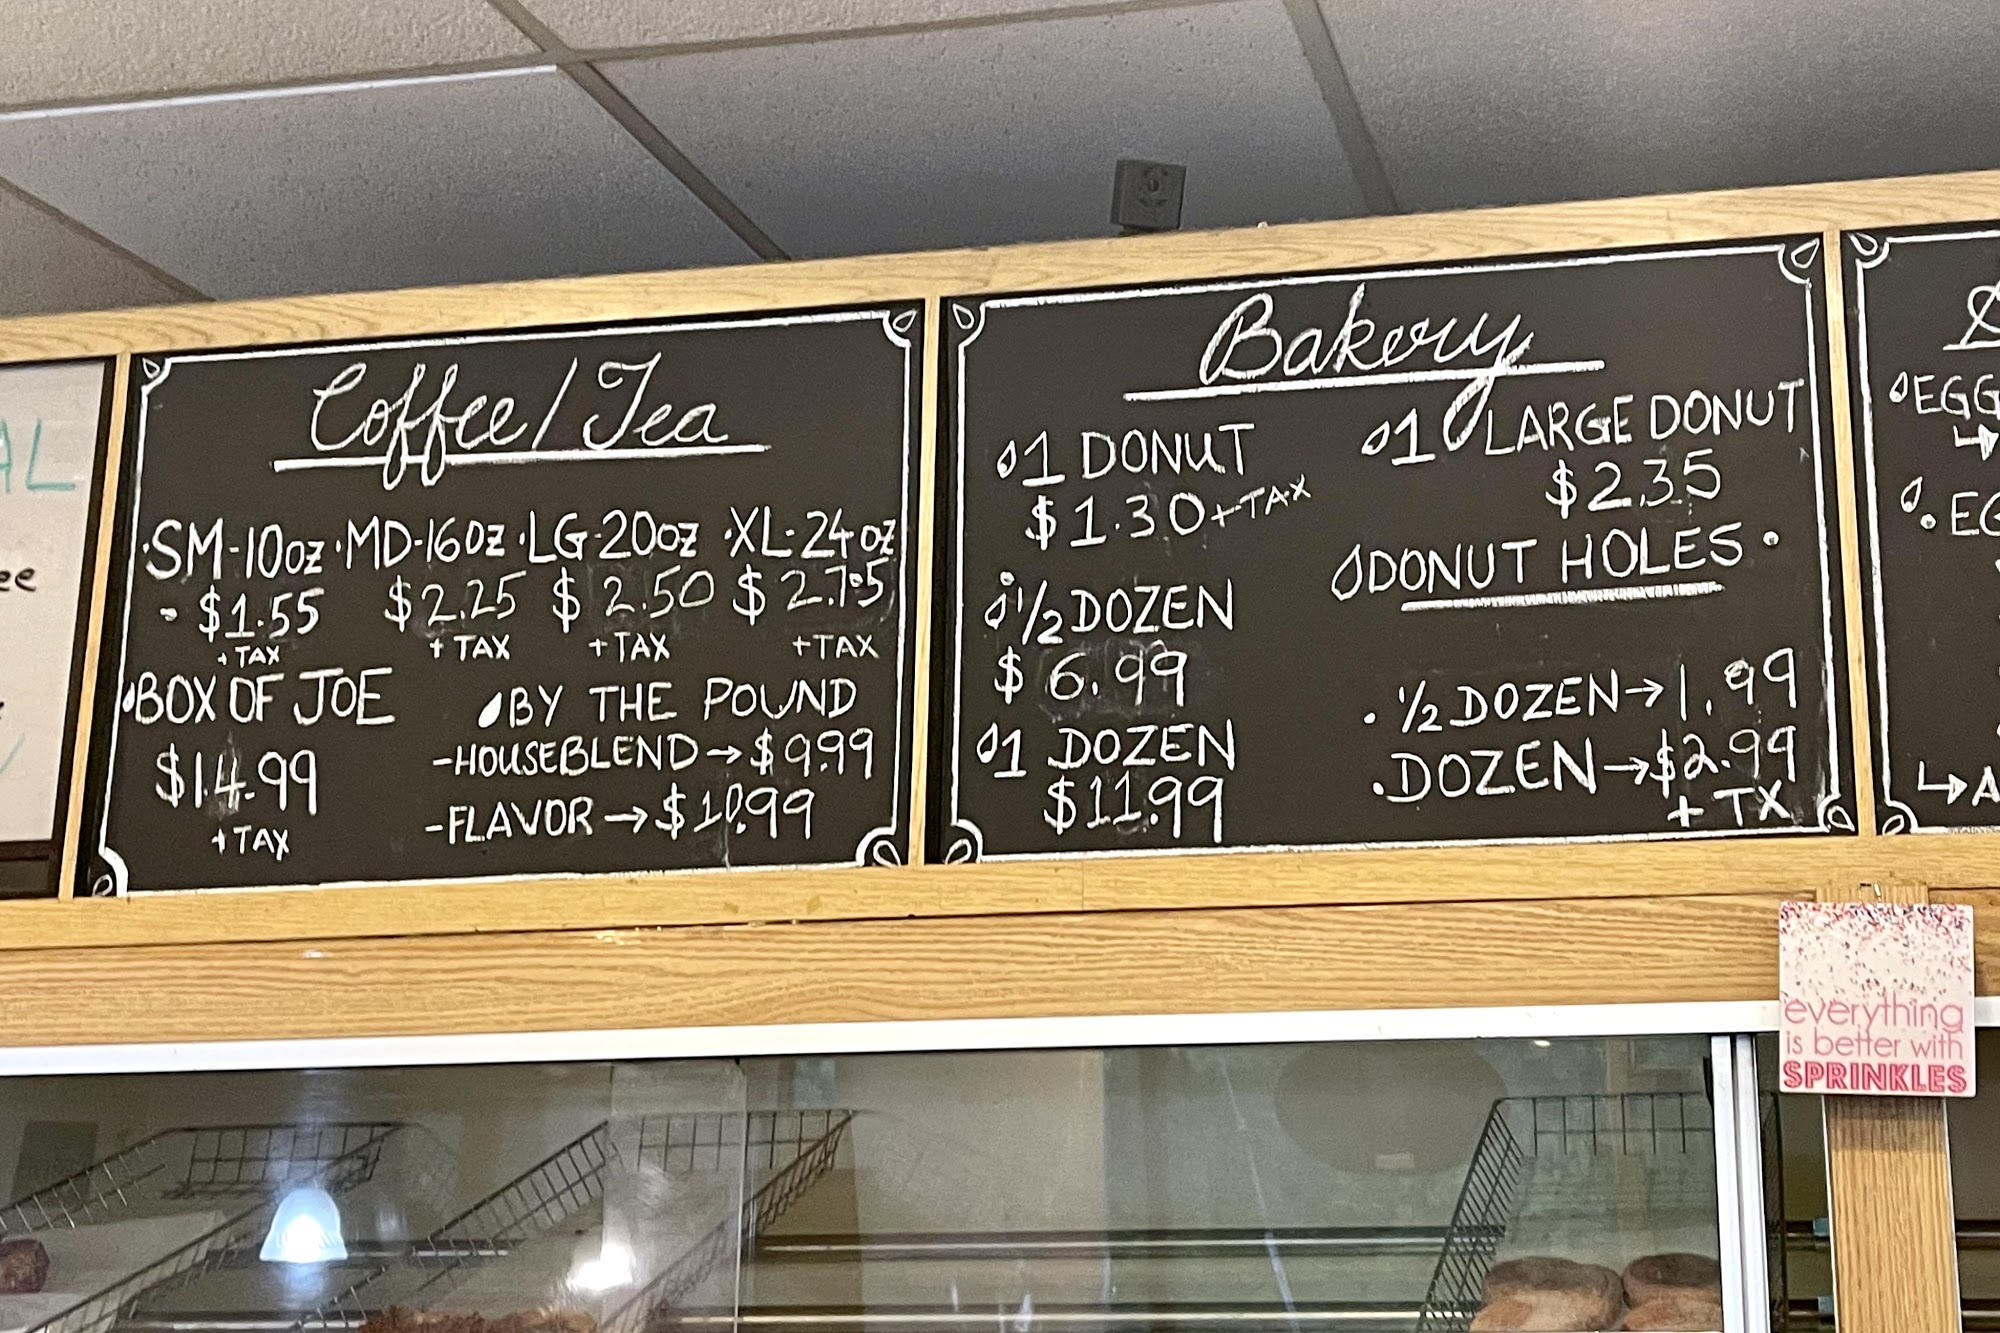 AL
ee
Coffee/Tea
·SM-10oz ·MD-16oz ·LG-20oz ·XL-24oz
- $1.55 $2.25 $2.50 $2.75
+TAX +TAX +TAX +TAX
BOX OF JOE
$14.99
+TAX
BY THE POUND
-HOUSEBLEND→$9.99
-FLAVOR→$10.99
Bakery
1 DONUT
$1.30+TAX
1/2 DOZEN
$6.99
1 DOZEN
$11.99
1 LARGE DONUT
$2.35
DONUT HOLES·
·1/2 DOZEN→1.99
·DOZEN→$2.99
+TX
EGG
↳A
everything
is better with
SPRINKLES